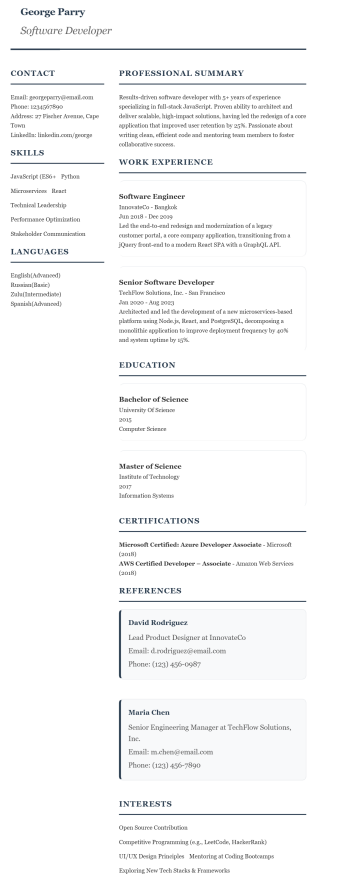 George Parry
Software Developer
CONTACT
Email: georgeparry@email.com
Phone: 1234567890
Address: 27 Fischer Avenue, Cape
Town
LinkedIn: linkedin.com/george
SKILLS
JavaScript (ES6+ Python
Microservices React
Technical Leadership
Performance Optimization
Stakeholder Communication
LANGUAGES
English(Advanced)
Russian(Basic)
Zulu(Intermediate)
Spanish(Advanced)
PROFESSIONAL SUMMARY
Results-driven software developer with 5+ years of experience
specializing in full-stack JavaScript. Proven ability to architect and
deliver scalable, high-impact solutions, having led the redesign of a core
application that improved user retention by 25%. Passionate about
writing clean, efficient code and mentoring team members to foster
collaborative success.
WORK EXPERIENCE
Software Engineer
InnovateCo - Bangkok
Jun 2018 - Dec 2019
Led the end-to-end redesign and modernization of a legacy
customer portal, a core company application, transitioning from a
jQuery front-end to a modern React SPA with a GraphQL API.
Senior Software Developer
TechFlow Solutions, Inc. - San Francisco
Jan 2020 - Aug 2023
Architected and led the development of a new microservices-based
platform using Node.js, React, and PostgreSQL, decomposing a
monolithic application to improve deployment frequency by 40%
and system uptime by 15%.
EDUCATION
Bachelor of Science
University Of Science
2015
Computer Science
Master of Science
Institute of Technology
2017
Information Systems
CERTIFICATIONS
Microsoft Certified: Azure Developer Associate - Microsoft
(2018)
AWS Certified Developer – Associate - Amazon Web Services
(2018)
REFERENCES
David Rodriguez
Lead Product Designer at InnovateCo
Email: d.rodriguez@email.com
Phone: (123) 456-0987
Maria Chen
Senior Engineering Manager at TechFlow Solutions,
Inc.
Email: m.chen@email.com
Phone: (123) 456-7890
INTERESTS
Open Source Contribution
Competitive Programming (e.g., LeetCode, HackerRank)
UI/UX Design Principles Mentoring at Coding Bootcamps
Exploring New Tech Stacks & Frameworks